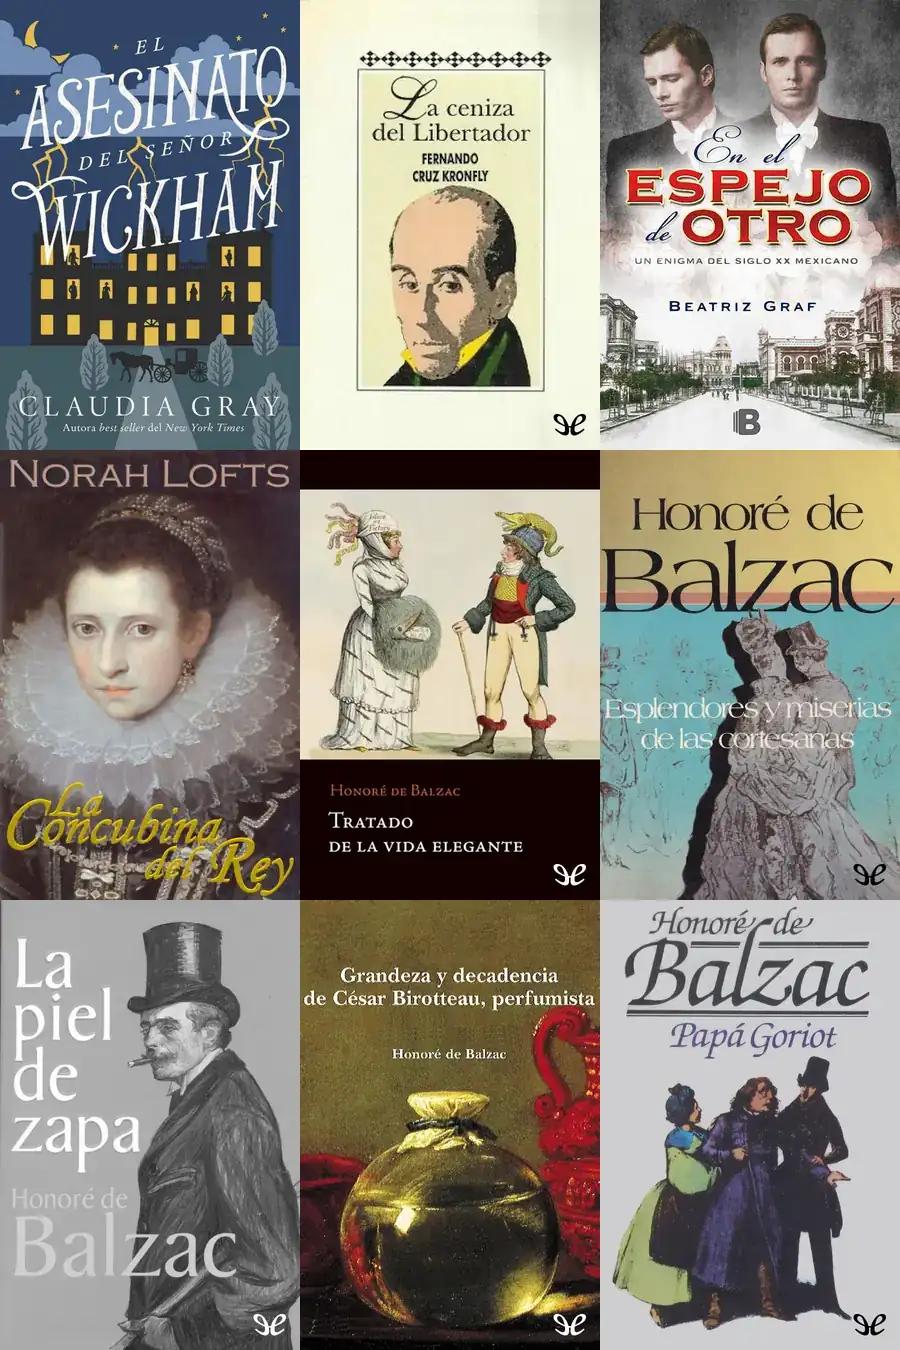 EL
ASESINATO
DEL SEÑOR
WICKHAM
CLAUDIA GRAY
Autora best seller del New York Times
La ceniza
del Libertador
FERNANDO
CRUZ KRONFLY
En el
ESPEJO
de OTRO
UN ENIGMA DEL SIGLO XX MEXICANO
BEATRIZ GRAF
B
NORAH LOFTS
La
Concubina
del Rey
HONORÉ DE BALZAC
TRATADO
DE LA VIDA ELEGANTE
Honoré de
Balzac
Esplendores y miserias
de las cortesanas
La
piel
de
zapa
Honoré de
Balzac
Grandeza y decadencia
de César Birotteau, perfumista
Honoré de Balzac
Honoré de
Balzac
Papá Goriot